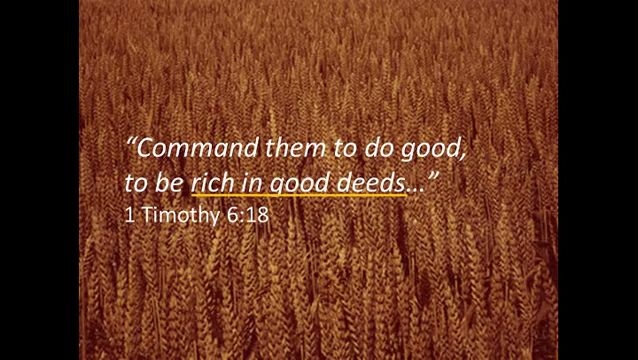 “Command them to do good,
to be rich in good deeds...”
1 Timothy 6:18